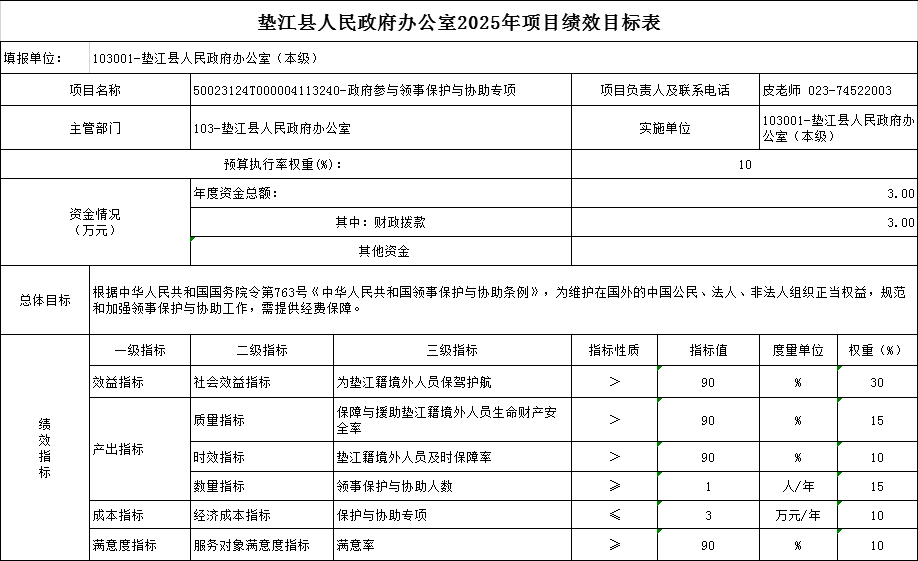 垫江县人民政府办公室2025年项目绩效目标表
填报单位： 103001-垫江县人民政府办公室（本级）
项目名称 50023124T000004113240-政府参与领事保护与协助专项 项目负责人及联系电话 皮老师 023-74522003
主管部门 103-垫江县人民政府办公室 实施单位 103001-垫江县人民政府办
公室（本级）
预算执行率权重(%)： 10
资金情况
（万元）
年度资金总额： 3.00
其中：财政拨款 3.00
其他资金
总体目标
根据中华人民共和国国务院令第763号《中华人民共和国领事保护与协助条例》，为维护在国外的中国公民、法人、非法人组织正当权益，规范
和加强领事保护与协助工作，需提供经费保障。
绩
效
指
标
一级指标 二级指标 三级指标 指标性质 指标值 度量单位 权重（%）
效益指标 社会效益指标 为垫江籍境外人员保驾护航 ＞ 90 % 30
产出指标
质量指标 保障与援助垫江籍境外人员生命财产安
全率 ＞ 90 % 15
时效指标 垫江籍境外人员及时保障率 ＞ 90 % 10
数量指标 领事保护与协助人数 ≥ 1 人/年 15
成本指标 经济成本指标 保护与协助专项 ≤ 3 万元/年 10
满意度指标 服务对象满意度指标 满意率 ≥ 90 % 10